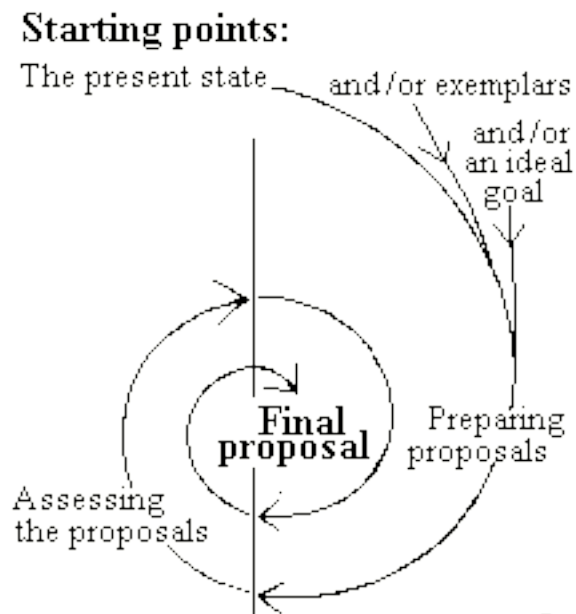 Starting points:
The present state
and/or exemplars
and/or
an ideal
goal
Final
proposal
Preparing
proposals
Assessing
the proposals